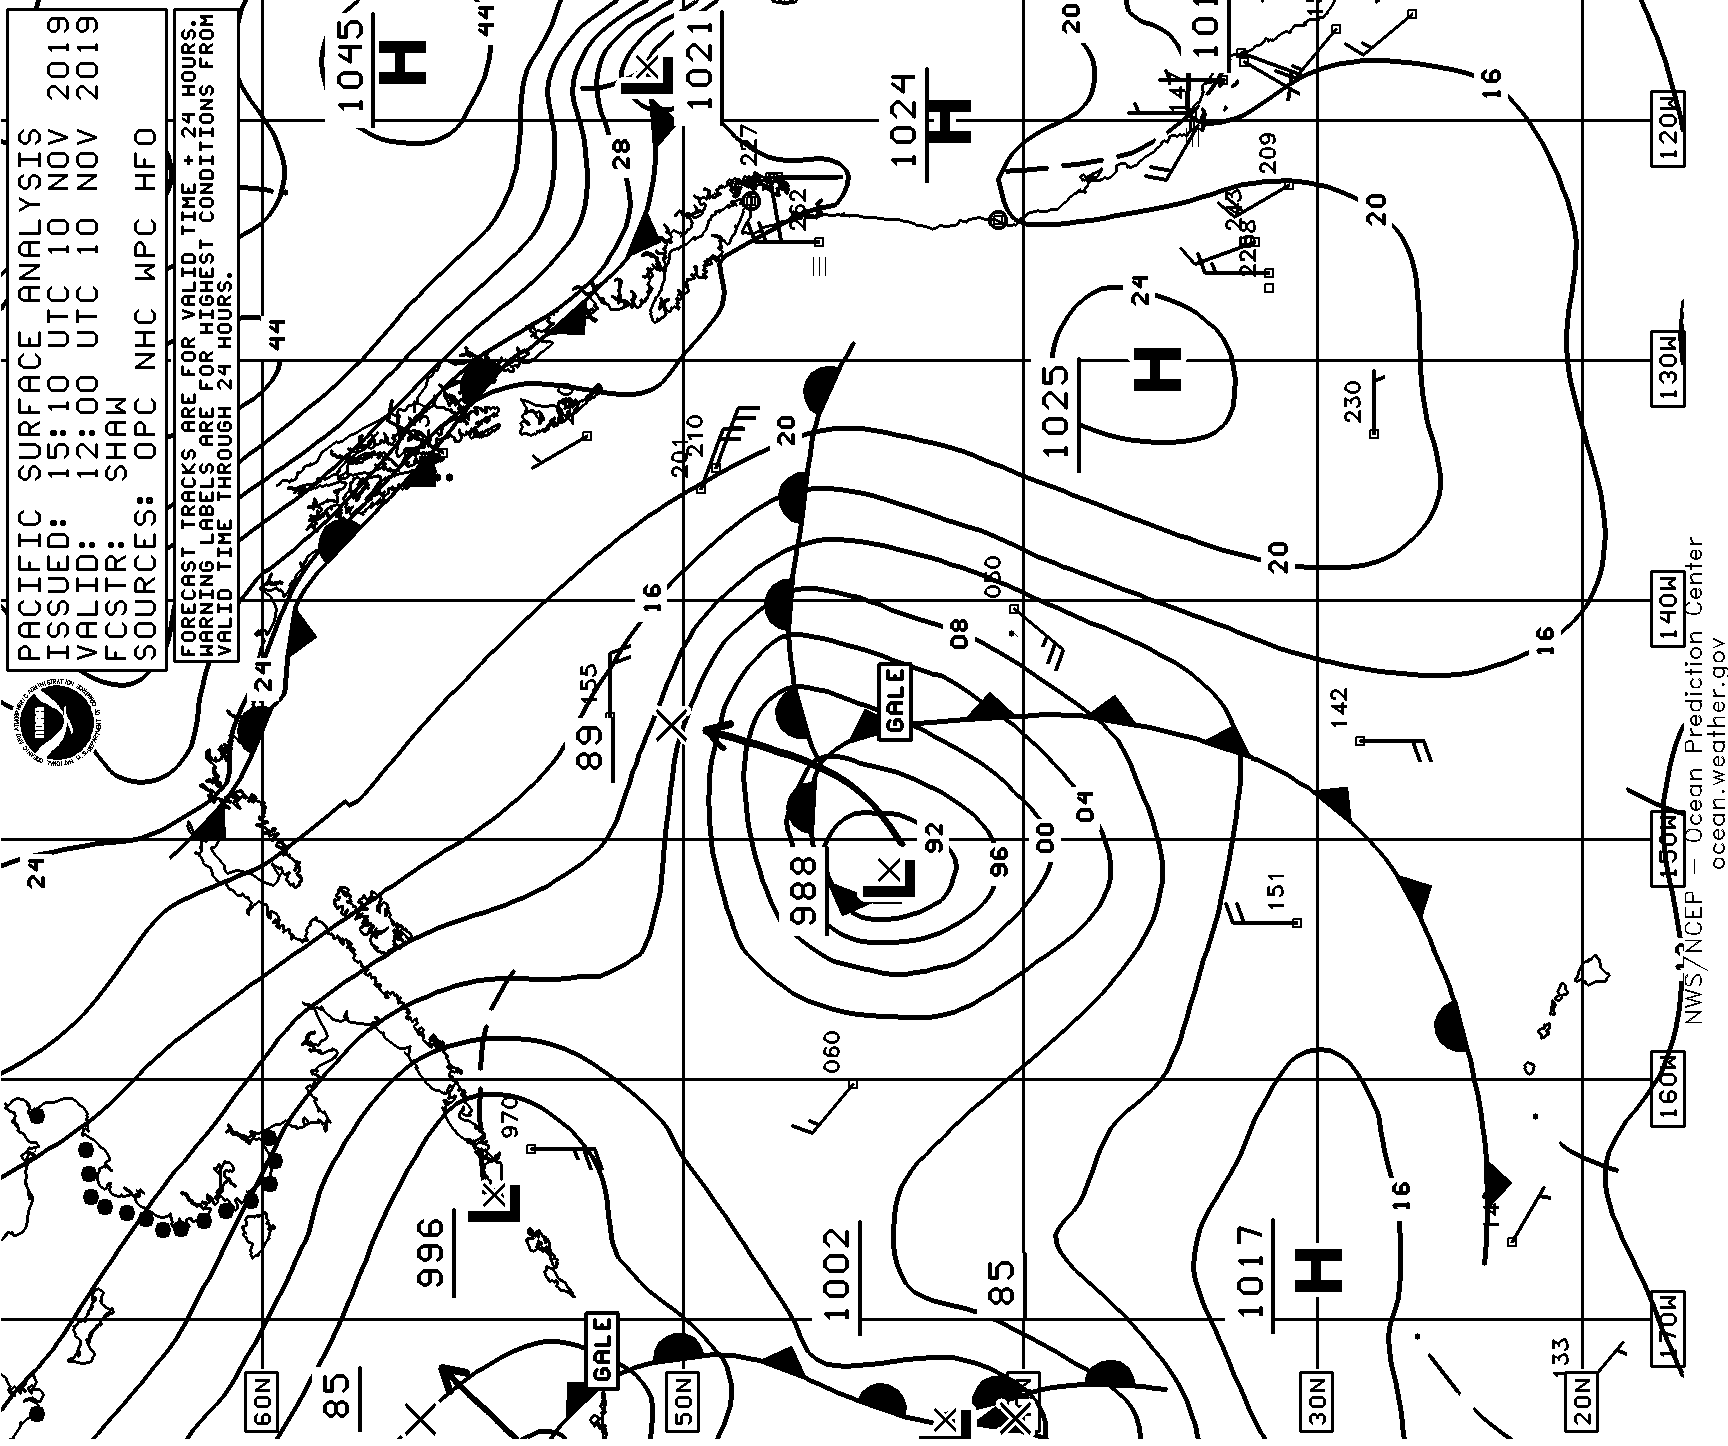 PACIFIC SURFACE ANALYSIS
ISSUED: 15:10 UTC 10 NOV 2019
VALID: 12:00 UTC 10 NOV 2019
FCSTR: SHAW
SOURCES: OPC NHC WPC HFO
FORECAST TRACKS ARE FOR VALID TIME + 24 HOURS.
WARNING LABELS ARE FOR HIGHEST CONDITIONS FROM
VALID TIME THROUGH 24 HOURS.
1045
H
44
L
1021
20
1024
H
16
120W
28
227
262
147
209
20
243
44
24
1025
H
130W
230
201
210
20
20
16
050
08
140W
16
24
155
89
GALE
142
24
988
L
92
96
00
04
150W
151
060
160W
970
996
L
16
1002
85
1017
H
170W
GALE
85
133
60N
50N
L
30N
20N
NWS/NCEP – Ocean Prediction Center
ocean.weather.gov